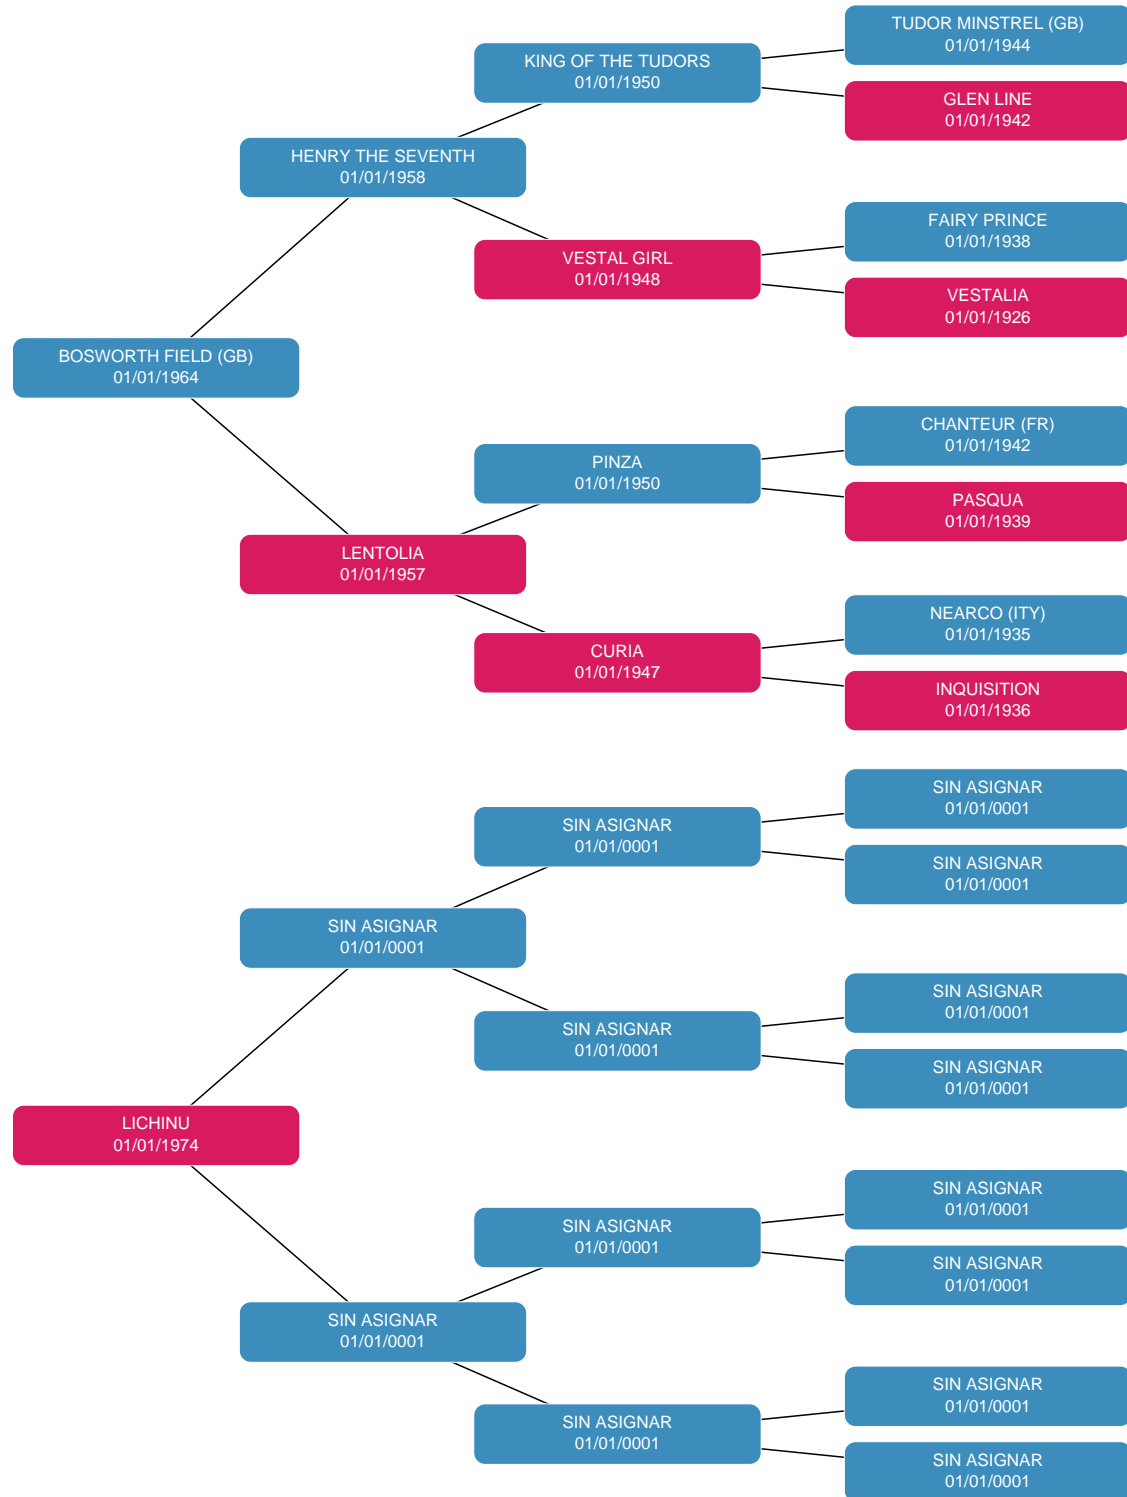 TUDOR MINSTREL (GB)
01/01/1944
KING OF THE TUDORS
01/01/1950
GLEN LINE
01/01/1942
HENRY THE SEVENTH
01/01/1958
FAIRY PRINCE
01/01/1938
VESTAL GIRL
01/01/1948
VESTALIA
01/01/1926
BOSWORTH FIELD (GB)
01/01/1964
CHANTEUR (FR)
01/01/1942
PINZA
01/01/1950
PASQUA
01/01/1939
LENTOLIA
01/01/1957
NEARCO (ITY)
01/01/1935
CURIA
01/01/1947
INQUISITION
01/01/1936
SIN ASIGNAR
01/01/0001
SIN ASIGNAR
01/01/0001
SIN ASIGNAR
01/01/0001
SIN ASIGNAR
01/01/0001
SIN ASIGNAR
01/01/0001
SIN ASIGNAR
01/01/0001
SIN ASIGNAR
01/01/0001
LICHINU
01/01/1974
SIN ASIGNAR
01/01/0001
SIN ASIGNAR
01/01/0001
SIN ASIGNAR
01/01/0001
SIN ASIGNAR
01/01/0001
SIN ASIGNAR
01/01/0001
SIN ASIGNAR
01/01/0001
SIN ASIGNAR
01/01/0001